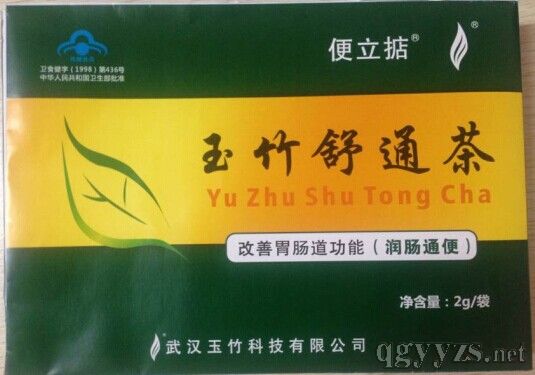 保健食品
卫食健字（1998）第436号
中华人民共和国卫生部批准
便立掂®
®
玉竹舒通茶
Yu Zhu Shu Tong Cha
改善胃肠道功能（润肠通便）
净含量：2g/袋
武汉玉竹科技有限公司
qgyyzs.net